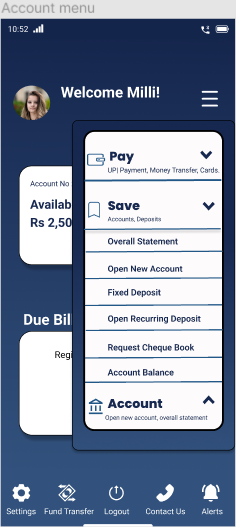 Account menu
10:52
Welcome Milli!
Pay
UPI Payment, Money Transfer, Cards.
Account No
Save
Accounts, Deposits
Availab
Rs 2,50
Overall Statement
Open New Account
Fixed Deposit
Open Recurring Deposit
Due Bil
Request Cheque Book
Regi
Account Balance
Account
Open new account, overall statement
Settings Fund Transfer Logout Contact Us Alerts